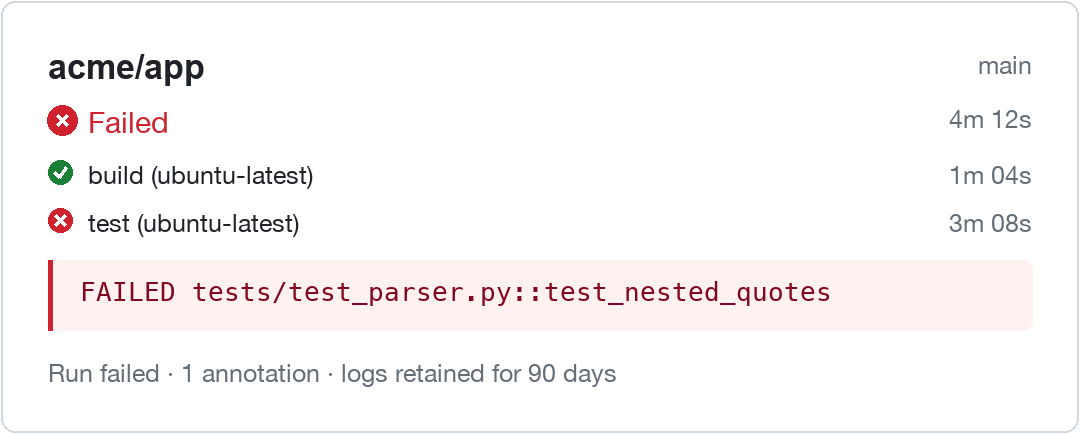 acme/app main
Failed 4m 12s
build (ubuntu-latest) 1m 04s
test (ubuntu-latest) 3m 08s
FAILED tests/test_parser.py::test_nested_quotes
Run failed · 1 annotation · logs retained for 90 days